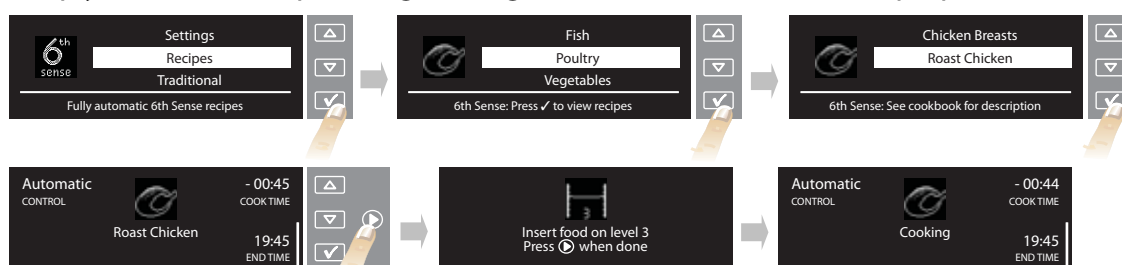 6th
sense
Settings
Recipes
Traditional
Fully automatic 6th Sense recipes
Fish
Poultry
Vegetables
6th Sense: Press ✓ to view recipes
Chicken Breasts
Roast Chicken
6th Sense: See cookbook for description
Automatic
CONTROL
Roast Chicken
- 00:45
COOK TIME
19:45
END TIME
3
Insert food on level 3
Press ▶ when done
Automatic
CONTROL
Cooking
- 00:44
COOK TIME
19:45
END TIME